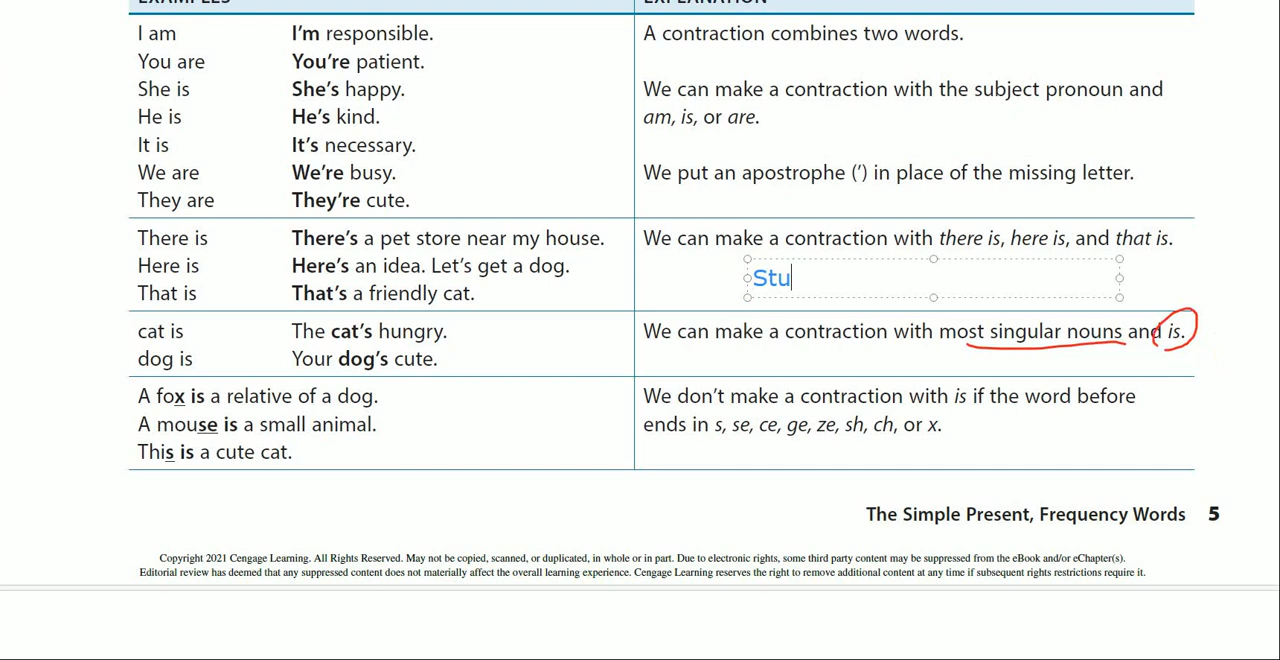 EXAMPLES EXPLANATION
I am I'm responsible. A contraction combines two words.
You are You're patient.
She is She's happy. We can make a contraction with the subject pronoun and
He is He's kind. am, is, or are.
It is It's necessary.
We are We're busy. We put an apostrophe (') in place of the missing letter.
They are They're cute.
There is There's a pet store near my house. We can make a contraction with there is, here is, and that is.
Here is Here's an idea. Let's get a dog. Stu
That is That's a friendly cat.
cat is The cat's hungry. We can make a contraction with most singular nouns and is.
dog is Your dog's cute.
A fox is a relative of a dog. We don't make a contraction with is if the word before
A mouse is a small animal. ends in s, se, ce, ge, ze, sh, ch, or x.
This is a cute cat.
The Simple Present, Frequency Words 5
Copyright 2021 Cengage Learning. All Rights Reserved. May not be copied, scanned, or duplicated, in whole or in part. Due to electronic rights, some third party content may be suppressed from the eBook and/or eChapter(s).
Editorial review has deemed that any suppressed content does not materially affect the overall learning experience. Cengage Learning reserves the right to remove additional content at any time if subsequent rights restrictions require it.